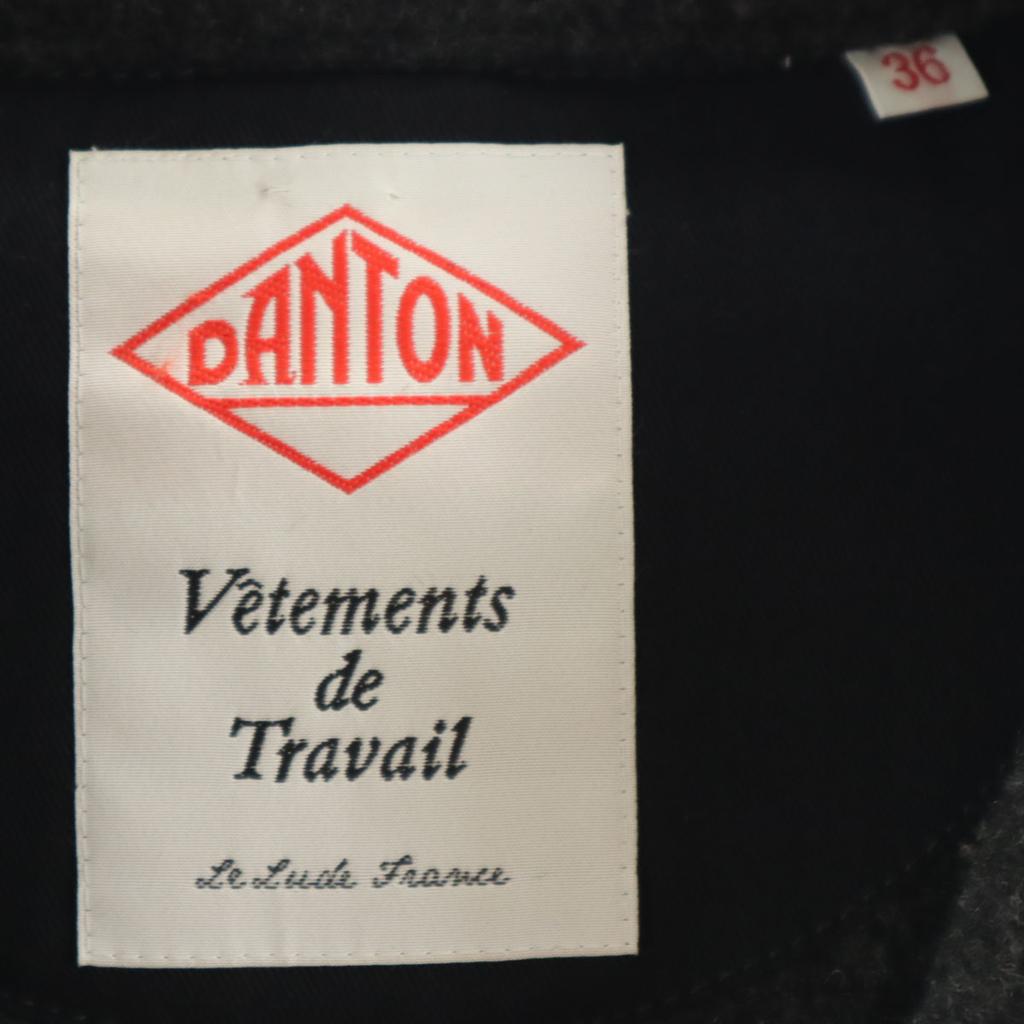 36
DANTON
Vêtements
de
Travail
Le Lude France